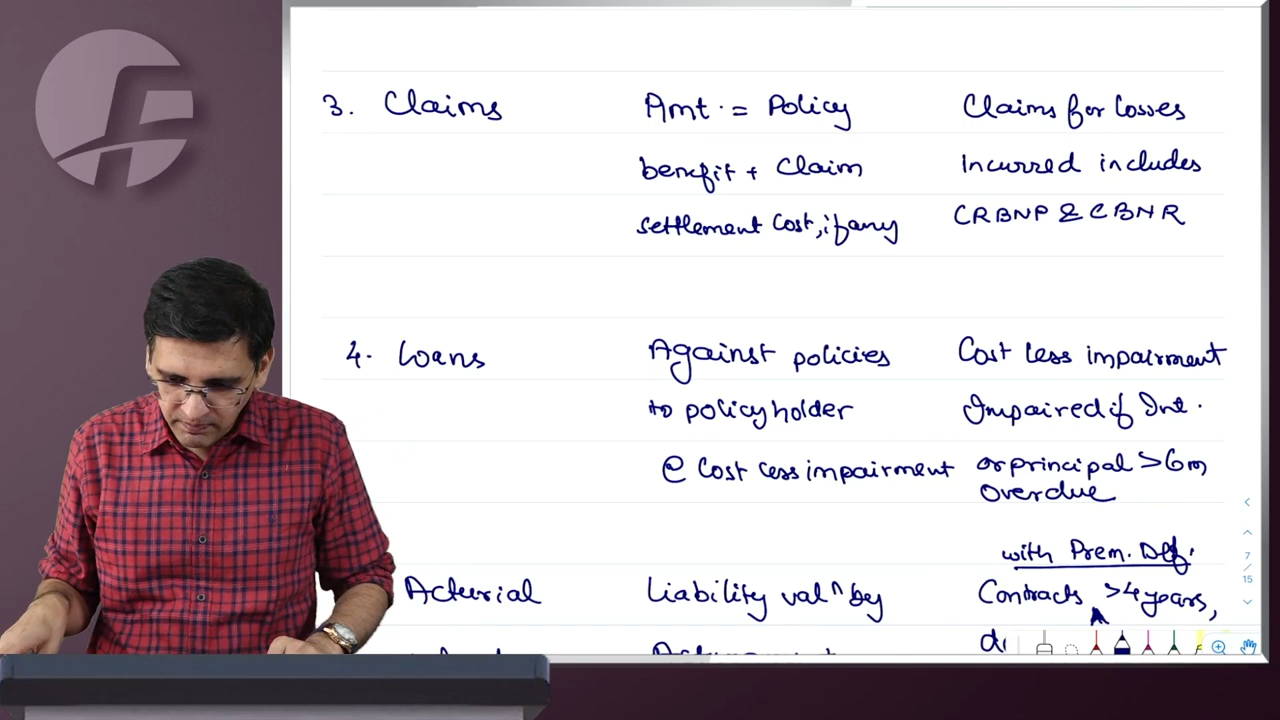 3. Claims
Amt. = Policy
benefit + Claim
settlement Cost, if any
Claims for Losses
Incurred includes
CRBNP & CBNR
4. Loans
Against policies
to policyholder
@ Cost less impairment
Cost less impairment
Impaired if Int.
or principal >6m
overdue
Acturial
Liability valn by
with Prem. Def.
Contracts >4 years,
7
/
15